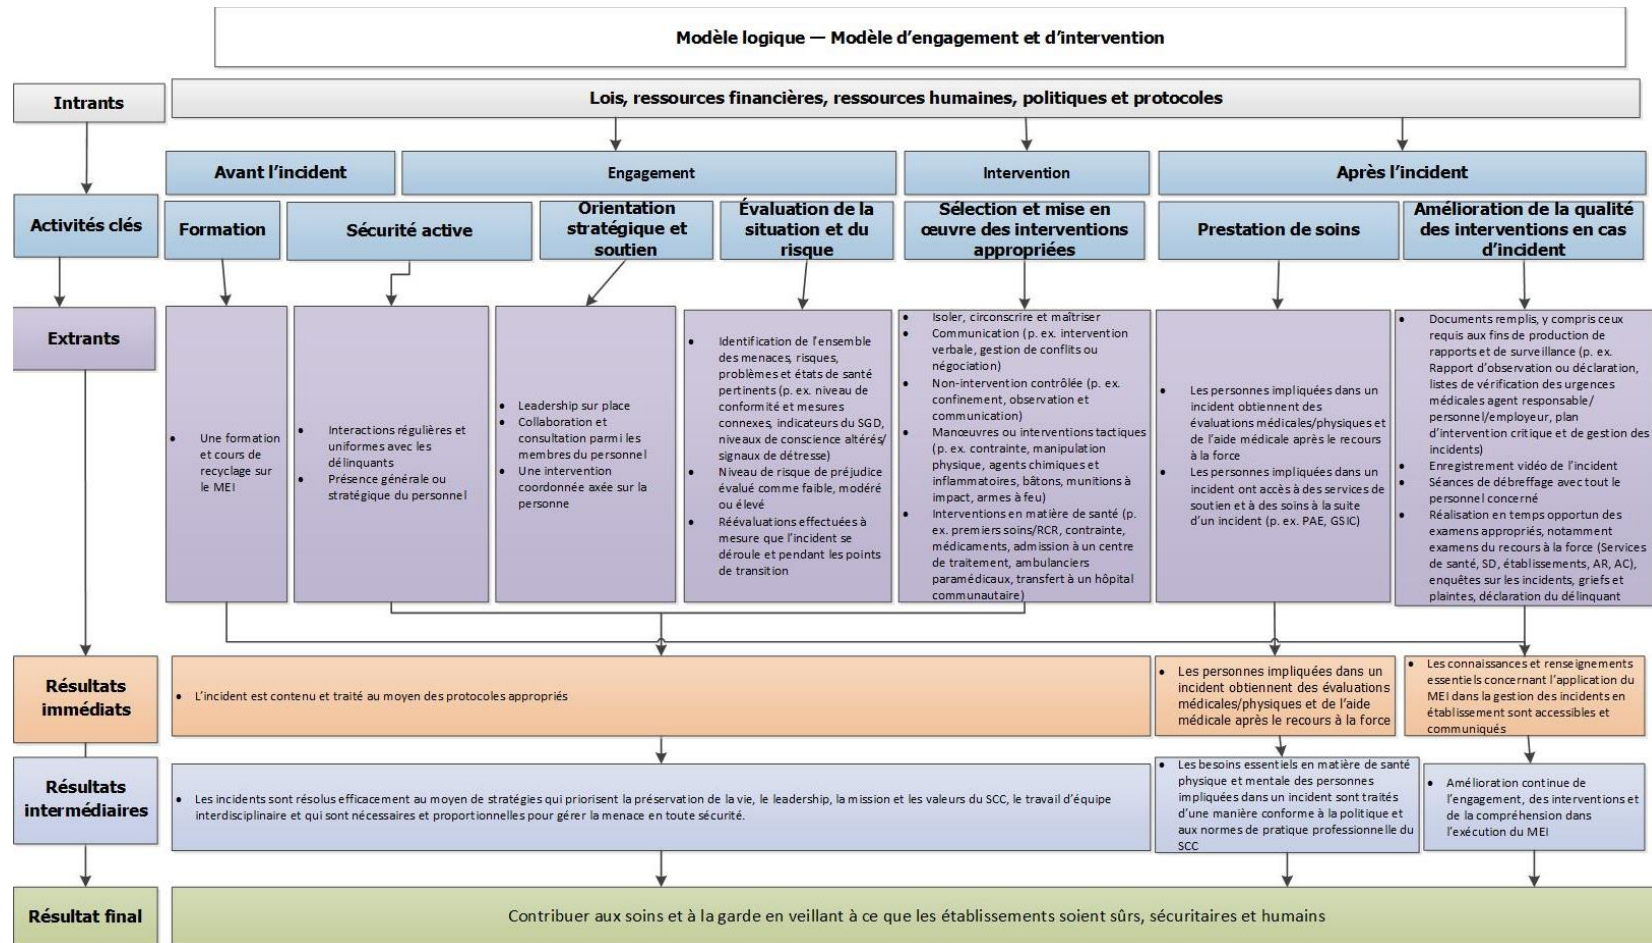 Modèle logique — Modèle d’engagement et d’intervention
Intrants
Lois, ressources financières, ressources humaines, politiques et protocoles
Avant l’incident
Engagement
Intervention
Après l’incident
Activités clés
Formation
Sécurité active
Orientation
stratégique et
soutien
Évaluation de la
situation et du
risque
Sélection et mise en
œuvre des interventions
appropriées
Prestation de soins
Amélioration de la qualité
des interventions en cas
d’incident
Extrants
• Une formation
et cours de
recyclage sur
le MEI
• Interactions régulières et
uniformes avec les
délinquants
• Présence générale ou
stratégique du personnel
• Leadership sur place
• Collaboration et
consultation parmi les
membres du personnel
• Une intervention
coordonnée axée sur la
personne
• Identification de l’ensemble
des menaces, risques,
problèmes et états de santé
pertinents (p. ex. niveau de
conformité et mesures
connexes, indicateurs du SGD,
niveaux de conscience altérés/
signaux de détresse)
• Niveau de risque de préjudice
évalué comme faible, modéré
ou élevé
• Réévaluations effectuées à
mesure que l’incident se
déroule et pendant les points
de transition
• Isoler, circonscrire et maîtriser
• Communication (p. ex. intervention
verbale, gestion de conflits ou
négociation)
• Non-intervention contrôlée (p. ex.
confinement, observation et
communication)
• Manœuvres ou interventions tactiques
(p. ex. contrainte, manipulation
physique, agents chimiques et
inflammatoires, bâtons, munitions à
impact, armes à feu)
• Interventions en matière de santé (p.
ex. premiers soins/RCR, contrainte,
médicaments, admission à un centre
de traitement, ambulanciers
paramédicaux, transfert à un hôpital
communautaire)
• Les personnes impliquées dans un
incident obtiennent des
évaluations médicales/physiques et
de l’aide médicale après le recours
à la force
• Les personnes impliquées dans un
incident ont accès à des services de
soutien et à des soins à la suite
d’un incident (p. ex. PAE, GSIC)
• Documents remplis, y compris ceux
requis aux fins de production de
rapports et de surveillance (p. ex.
Rapport d’observation ou déclaration,
listes de vérification des urgences
médicales agent responsable/
personnel/employeur, plan
d’intervention critique et de gestion des
incidents)
• Enregistrement vidéo de l’incident
• Séances de débreffage avec tout le
personnel concerné
• Réalisation en temps opportun des
examens appropriés, notamment
examens du recours à la force (Services
de santé, SD, établissements, AR, AC),
enquêtes sur les incidents, griefs et
plaintes, déclaration du délinquant
Résultats
immédiats
• L’incident est contenu et traité au moyen des protocoles appropriés
• Les personnes impliquées dans un
incident obtiennent des évaluations
médicales/physiques et de l’aide
médicale après le recours à la force
• Les connaissances et renseignements
essentiels concernant l’application du
MEI dans la gestion des incidents en
établissement sont accessibles et
communiqués
Résultats
intermédiaires
• Les incidents sont résolus efficacement au moyen de stratégies qui priorisent la préservation de la vie, le leadership, la mission et les valeurs du SCC, le travail d’équipe
interdisciplinaire et qui sont nécessaires et proportionnelles pour gérer la menace en toute sécurité.
• Les besoins essentiels en matière de santé
physique et mentale des personnes
impliquées dans un incident sont traités
d’une manière conforme à la politique et
aux normes de pratique professionnelle du
SCC
• Amélioration continue de
l’engagement, des interventions et
de la compréhension dans
l’exécution du MEI
Résultat final
Contribuer aux soins et à la garde en veillant à ce que les établissements soient sûrs, sécuritaires et humains